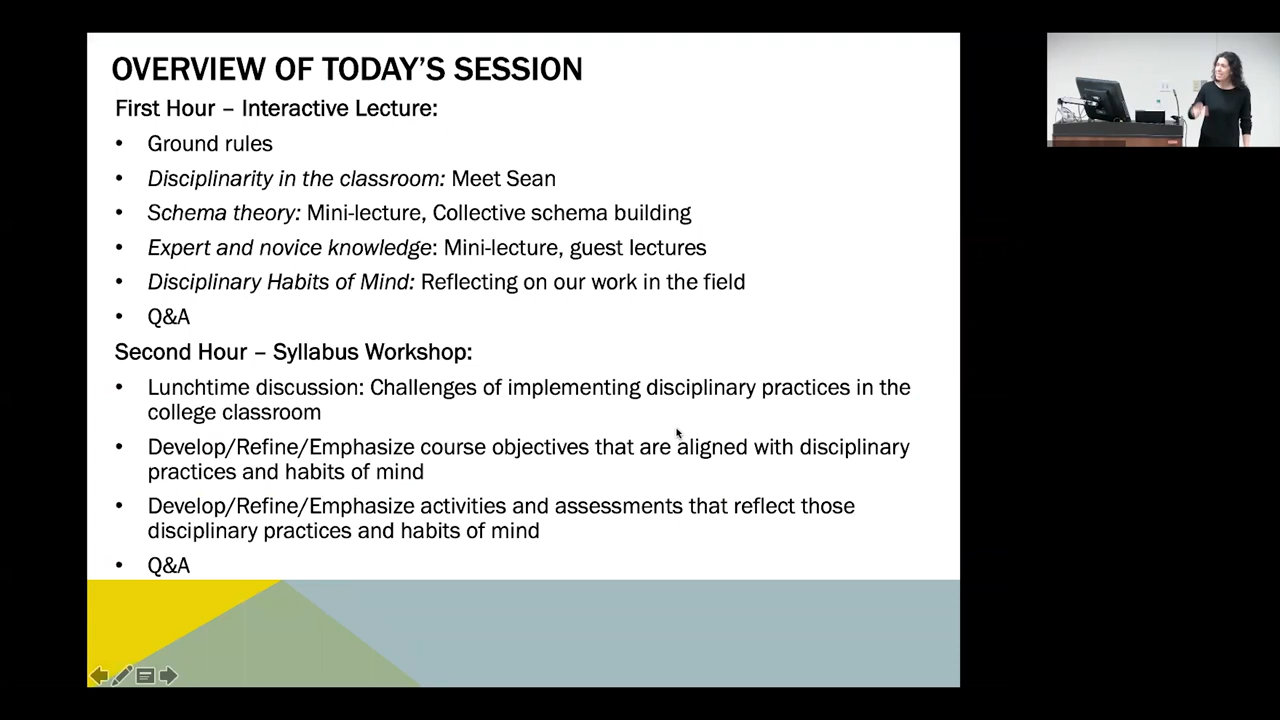 OVERVIEW OF TODAY'S SESSION
First Hour – Interactive Lecture:
• Ground rules
• Disciplinarity in the classroom: Meet Sean
• Schema theory: Mini-lecture, Collective schema building
• Expert and novice knowledge: Mini-lecture, guest lectures
• Disciplinary Habits of Mind: Reflecting on our work in the field
• Q&A
Second Hour – Syllabus Workshop:
• Lunchtime discussion: Challenges of implementing disciplinary practices in the
college classroom
• Develop/Refine/Emphasize course objectives that are aligned with disciplinary
practices and habits of mind
• Develop/Refine/Emphasize activities and assessments that reflect those
disciplinary practices and habits of mind
• Q&A